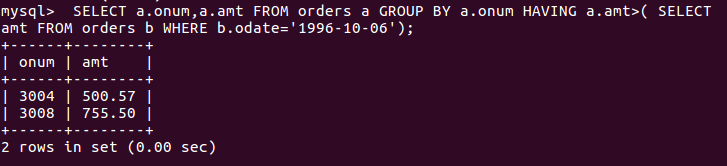 mysql>  SELECT a.onum,a.amt FROM orders a GROUP BY a.onum HAVING a.amt>( SELECT
amt FROM orders b WHERE b.odate='1996-10-06');
+------+--------+
| onum | amt    |
+------+--------+
| 3004 | 500.57 |
| 3008 | 755.50 |
+------+--------+
2 rows in set (0.00 sec)